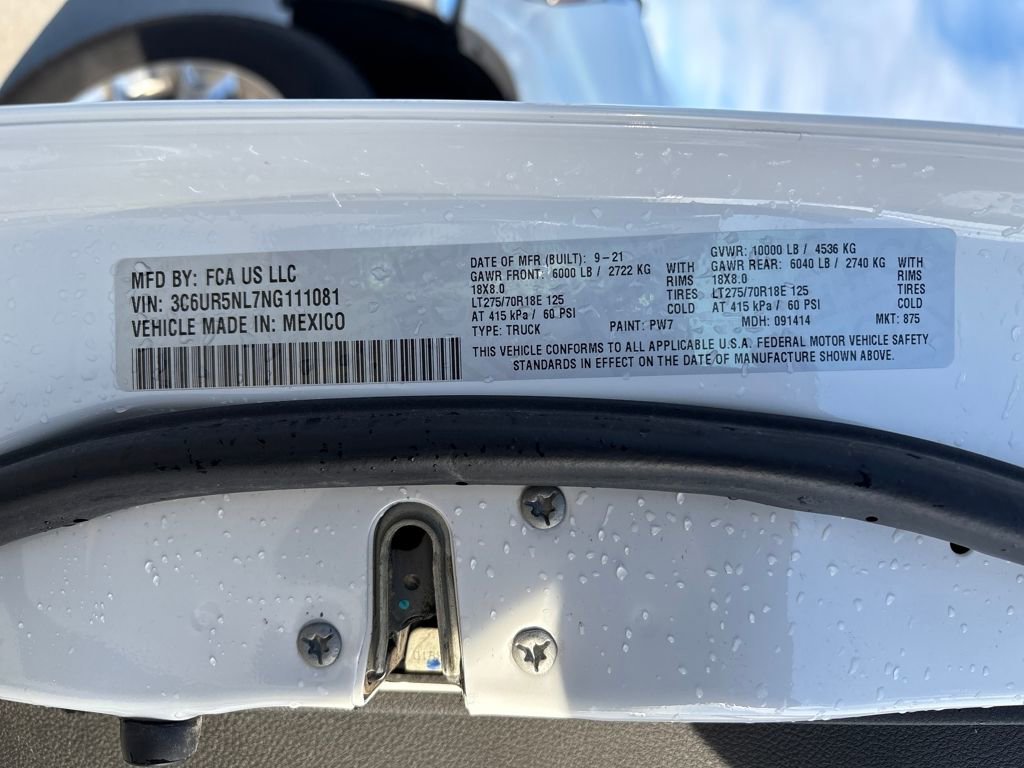 MFD BY: FCA US LLC
VIN: 3C6UR5NL7NG111081
VEHICLE MADE IN: MEXICO
DATE OF MFR (BUILT): 9-21
GAWR FRONT: 6000 LB / 2722 KG WITH
18X8.0 RIMS
LT275/70R18E 125 TIRES
AT 415 kPa / 60 PSI COLD
TYPE: TRUCK PAINT: PW7
GVWR: 10000 LB / 4536 KG
GAWR REAR: 6040 LB / 2740 KG WITH
18X8.0 RIMS
LT275/70R18E 125 TIRES
AT 415 kPa / 60 PSI COLD
MDH: 091414 MKT: 875
THIS VEHICLE CONFORMS TO ALL APPLICABLE U.S.A. FEDERAL MOTOR VEHICLE SAFETY
STANDARDS IN EFFECT ON THE DATE OF MANUFACTURE SHOWN ABOVE.